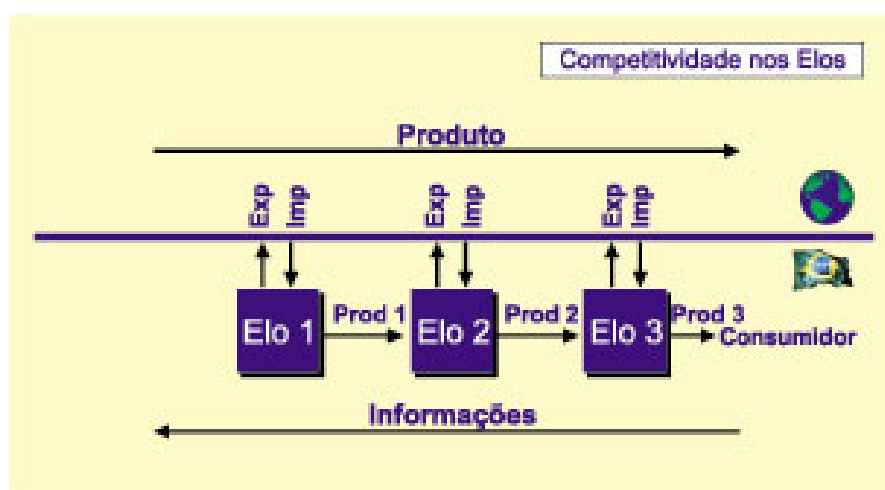 Competitividade nos Elos
Produto
Exp Imp Exp Imp Exp Imp
Prod 1 Prod 2 Prod 3
Elo 1 Elo 2 Elo 3 Consumidor
Informações